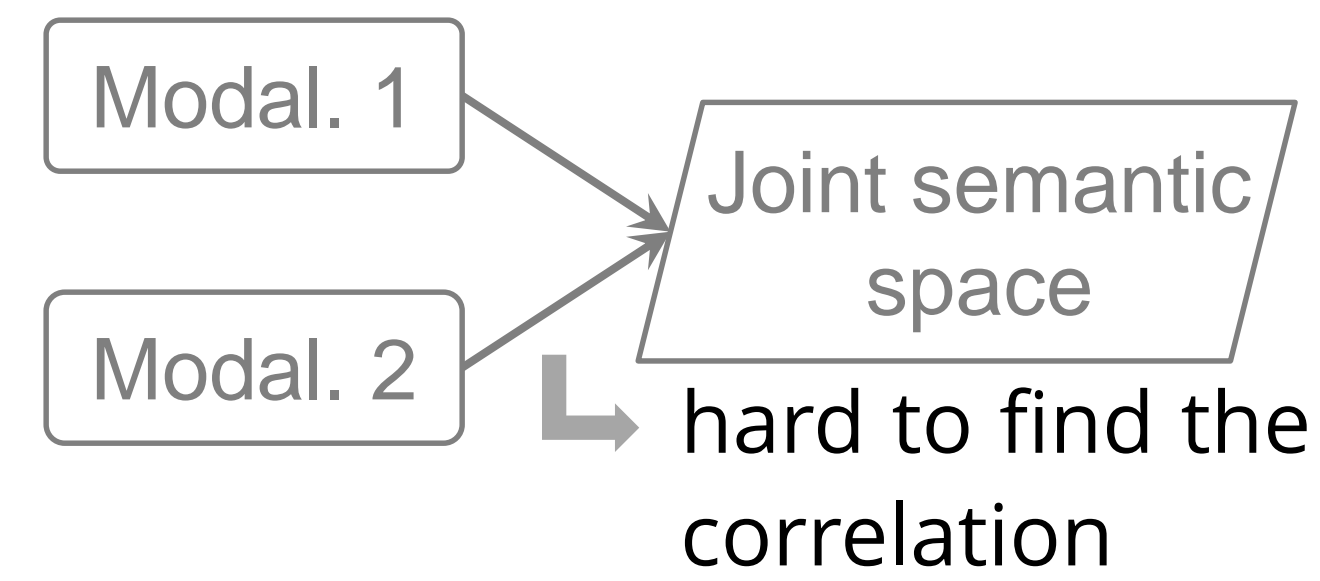 Modal. 1
Joint semantic
space
Modal. 2
hard to find the
correlation